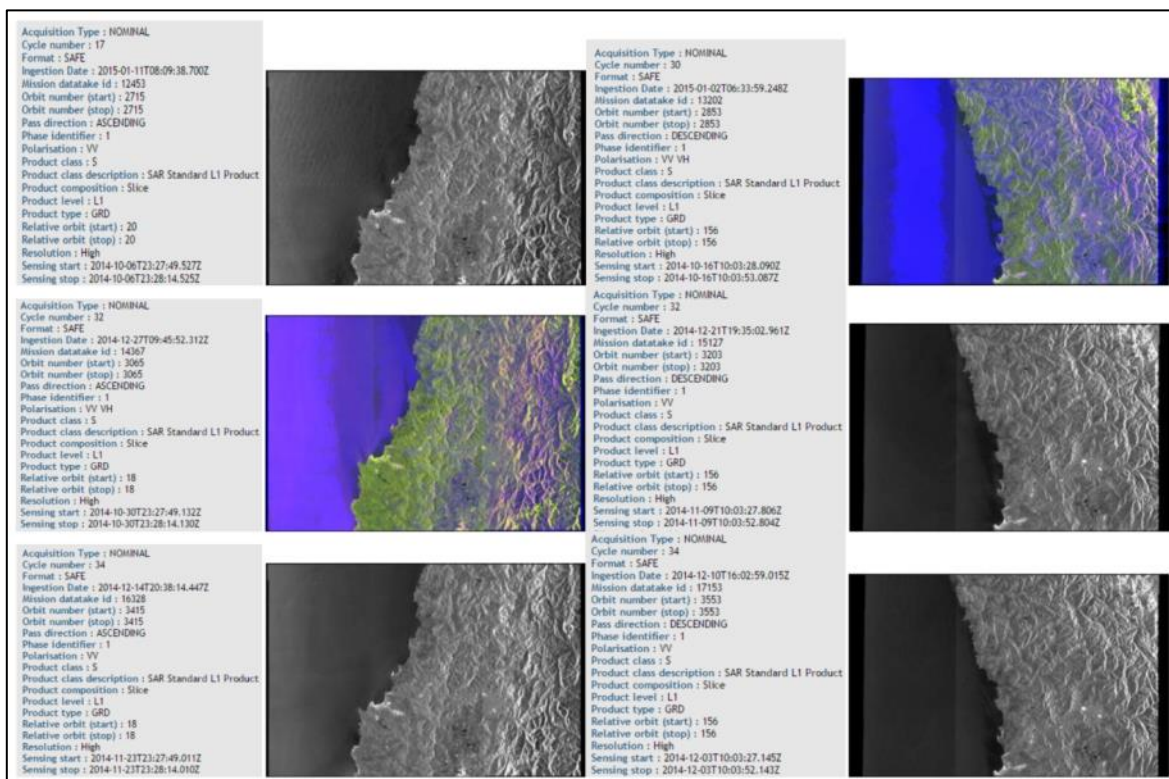 Acquisition Type : NOMINAL
Cycle number : 17
Format : SAFE
Ingestion Date : 2015-01-11T08:09:38.700Z
Mission datatake id : 12453
Orbit number (start) : 2715
Orbit number (stop) : 2715
Pass direction : ASCENDING
Phase identifier : 1
Polarisation : VV
Product class : S
Product class description : SAR Standard L1 Product
Product composition : Slice
Product level : L1
Product type : GRD
Relative orbit (start) : 20
Relative orbit (stop) : 20
Resolution : High
Sensing start : 2014-10-06T23:27:49.527Z
Sensing stop : 2014-10-06T23:28:14.525Z
Acquisition Type : NOMINAL
Cycle number : 32
Format : SAFE
Ingestion Date : 2014-12-27T09:45:52.312Z
Mission datatake id : 14367
Orbit number (start) : 3065
Orbit number (stop) : 3065
Pass direction : ASCENDING
Phase identifier : 1
Polarisation : VV VH
Product class : S
Product class description : SAR Standard L1 Product
Product composition : Slice
Product level : L1
Product type : GRD
Relative orbit (start) : 18
Relative orbit (stop) : 18
Resolution : High
Sensing start : 2014-10-30T23:27:49.132Z
Sensing stop : 2014-10-30T23:28:14.130Z
Acquisition Type : NOMINAL
Cycle number : 34
Format : SAFE
Ingestion Date : 2014-12-14T20:38:14.447Z
Mission datatake id : 16328
Orbit number (start) : 3415
Orbit number (stop) : 3415
Pass direction : ASCENDING
Phase identifier : 1
Polarisation : VV
Product class : S
Product class description : SAR Standard L1 Product
Product composition : Slice
Product level : L1
Product type : GRD
Relative orbit (start) : 18
Relative orbit (stop) : 18
Resolution : High
Sensing start : 2014-11-23T23:27:49.011Z
Sensing stop : 2014-11-23T23:28:14.010Z
Acquisition Type : NOMINAL
Cycle number : 30
Format : SAFE
Ingestion Date : 2015-01-02T06:33:59.248Z
Mission datatake id : 13202
Orbit number (start) : 2853
Orbit number (stop) : 2853
Pass direction : DESCENDING
Phase identifier : 1
Polarisation : VV VH
Product class : S
Product class description : SAR Standard L1 Product
Product composition : Slice
Product level : L1
Product type : GRD
Relative orbit (start) : 156
Relative orbit (stop) : 156
Resolution : High
Sensing start : 2014-10-16T10:03:28.090Z
Sensing stop : 2014-10-16T10:03:53.087Z
Acquisition Type : NOMINAL
Cycle number : 32
Format : SAFE
Ingestion Date : 2014-12-21T19:35:02.961Z
Mission datatake id : 15127
Orbit number (start) : 3203
Orbit number (stop) : 3203
Pass direction : DESCENDING
Phase identifier : 1
Polarisation : VV
Product class : S
Product class description : SAR Standard L1 Product
Product composition : Slice
Product level : L1
Product type : GRD
Relative orbit (start) : 156
Relative orbit (stop) : 156
Resolution : High
Sensing start : 2014-11-09T10:03:27.806Z
Sensing stop : 2014-11-09T10:03:52.804Z
Acquisition Type : NOMINAL
Cycle number : 34
Format : SAFE
Ingestion Date : 2014-12-10T16:02:59.015Z
Mission datatake id : 17153
Orbit number (start) : 3553
Orbit number (stop) : 3553
Pass direction : DESCENDING
Phase identifier : 1
Polarisation : VV
Product class : S
Product class description : SAR Standard L1 Product
Product composition : Slice
Product level : L1
Product type : GRD
Relative orbit (start) : 156
Relative orbit (stop) : 156
Resolution : High
Sensing start : 2014-12-03T10:03:27.145Z
Sensing stop : 2014-12-03T10:03:52.143Z